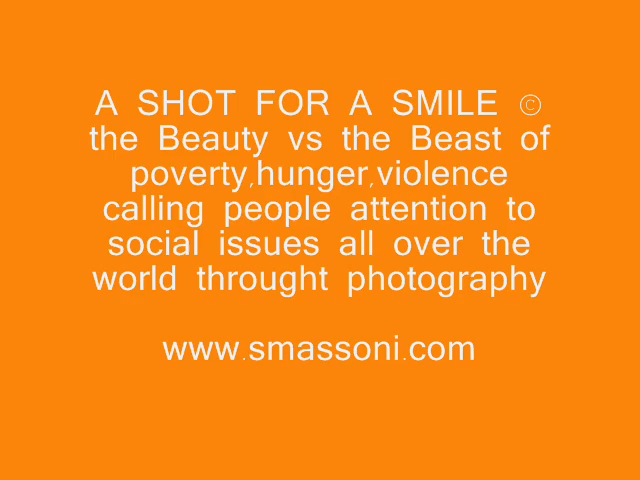 A SHOT FOR A SMILE ©
the Beauty vs the Beast of
poverty,hunger,violence
calling people attention to
social issues all over the
world throught photography
www.smassoni.com